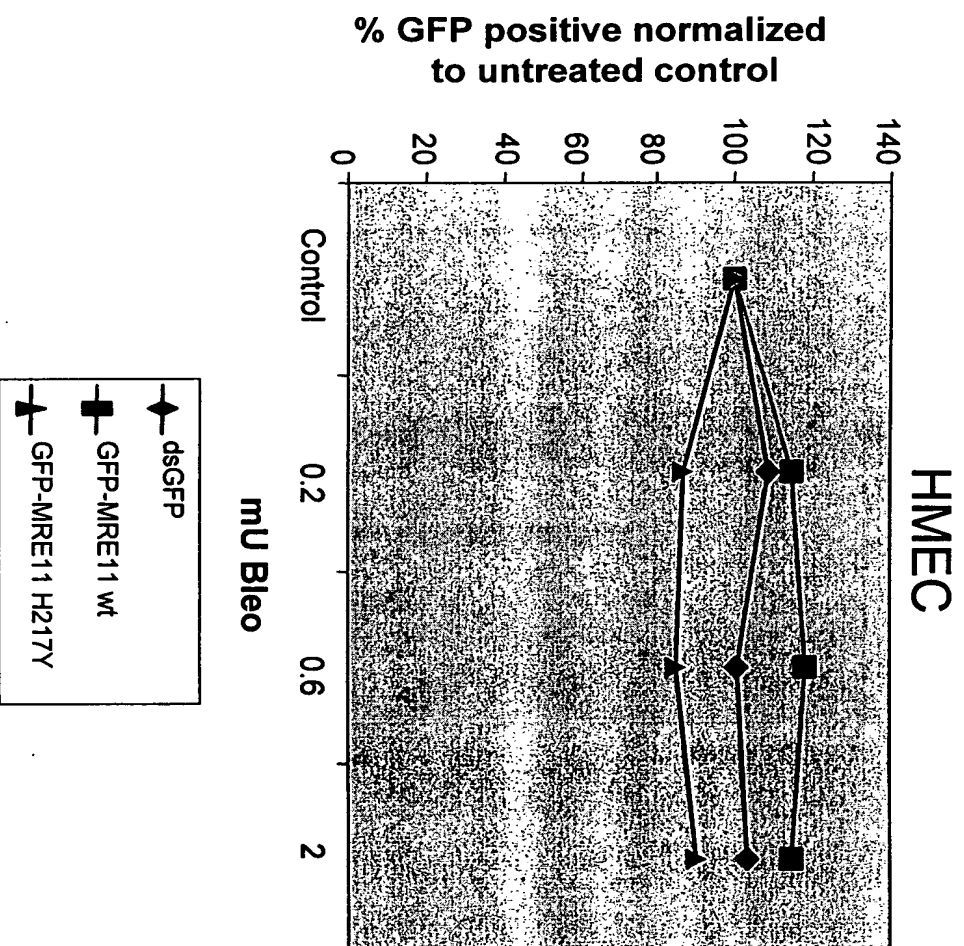 HMEC
% GFP positive normalized
to untreated control
140
120
100
80
60
40
20
0
Control
0.2
0.6
2
mU Bleo
dsGFP
GFP-MRE11 wt
GFP-MRE11 H217Y